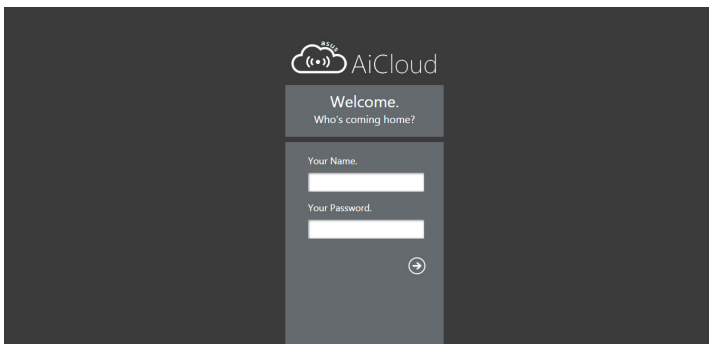 asus
AiCloud
Welcome.
Who's coming home?
Your Name.
Your Password.